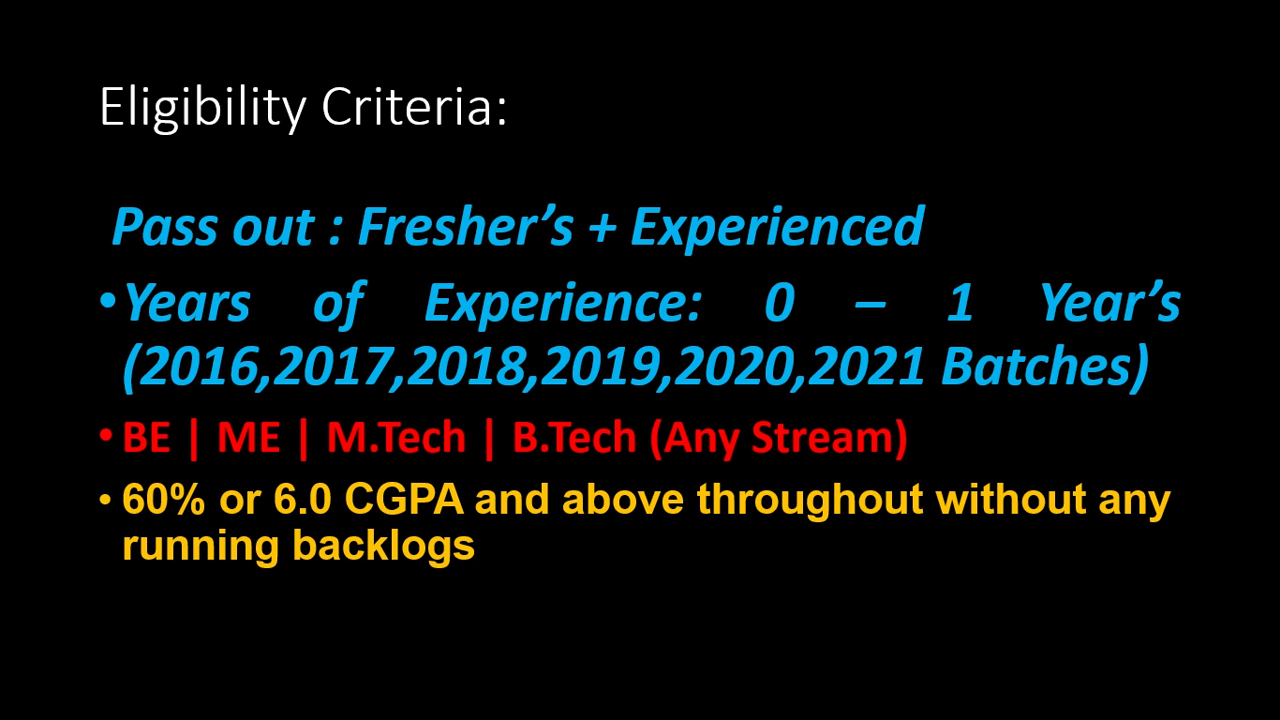 Eligibility Criteria:
Pass out : Fresher’s + Experienced
•Years of Experience: 0 – 1 Year’s
(2016,2017,2018,2019,2020,2021 Batches)
• BE | ME | M.Tech | B.Tech (Any Stream)
• 60% or 6.0 CGPA and above throughout without any
running backlogs